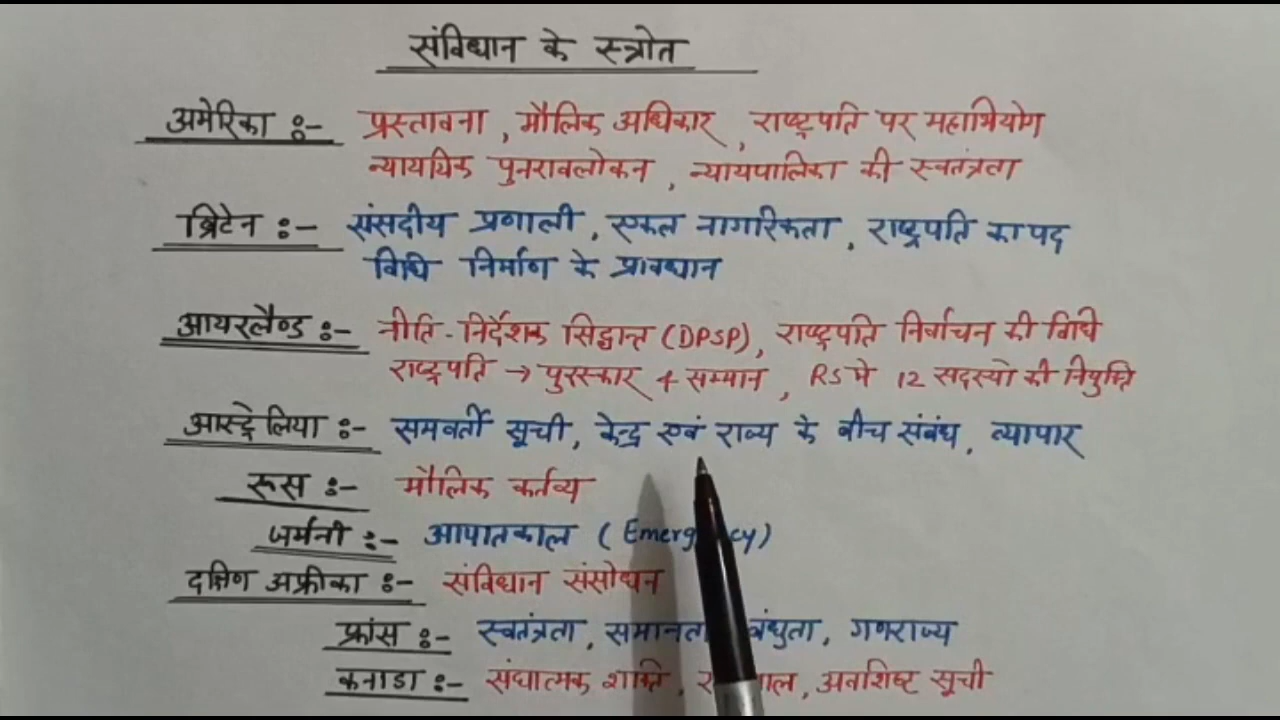 संविधान के स्त्रोत
अमेरिका :- प्रस्तावना, मौलिक अधिकार, राष्ट्रपति पर महाभियोग
न्याययिक पुनरावलोकन, न्यायपालिका की स्वतंत्रता
ब्रिटेन :- संसदीय प्रणाली, एकल नागरिकता, राष्ट्रपति का पद
विधि निर्माण के प्रावधान
आयरलैण्ड :- नीति-निर्देशक सिद्धान्त (DPSP), राष्ट्रपति निर्वाचन की विधि
राष्ट्रपति → पुरस्कार + सम्मान, RS मे 12 सदस्यो की नियुक्ति
आस्ट्रेलिया :- समवर्ती सूची, केन्द्र एवं राज्य के बीच संबंध, व्यापार
रूस :- मौलिक कर्तव्य
जर्मनी :- आपातकाल
दक्षिण अफ्रीका :- संविधान संसोधन
फ्रांस :- स्वतंत्रता, समानता बंधुता, गणराज्य
कनाडा :- संघात्मक शक्ति, अवशिष्ट सूची